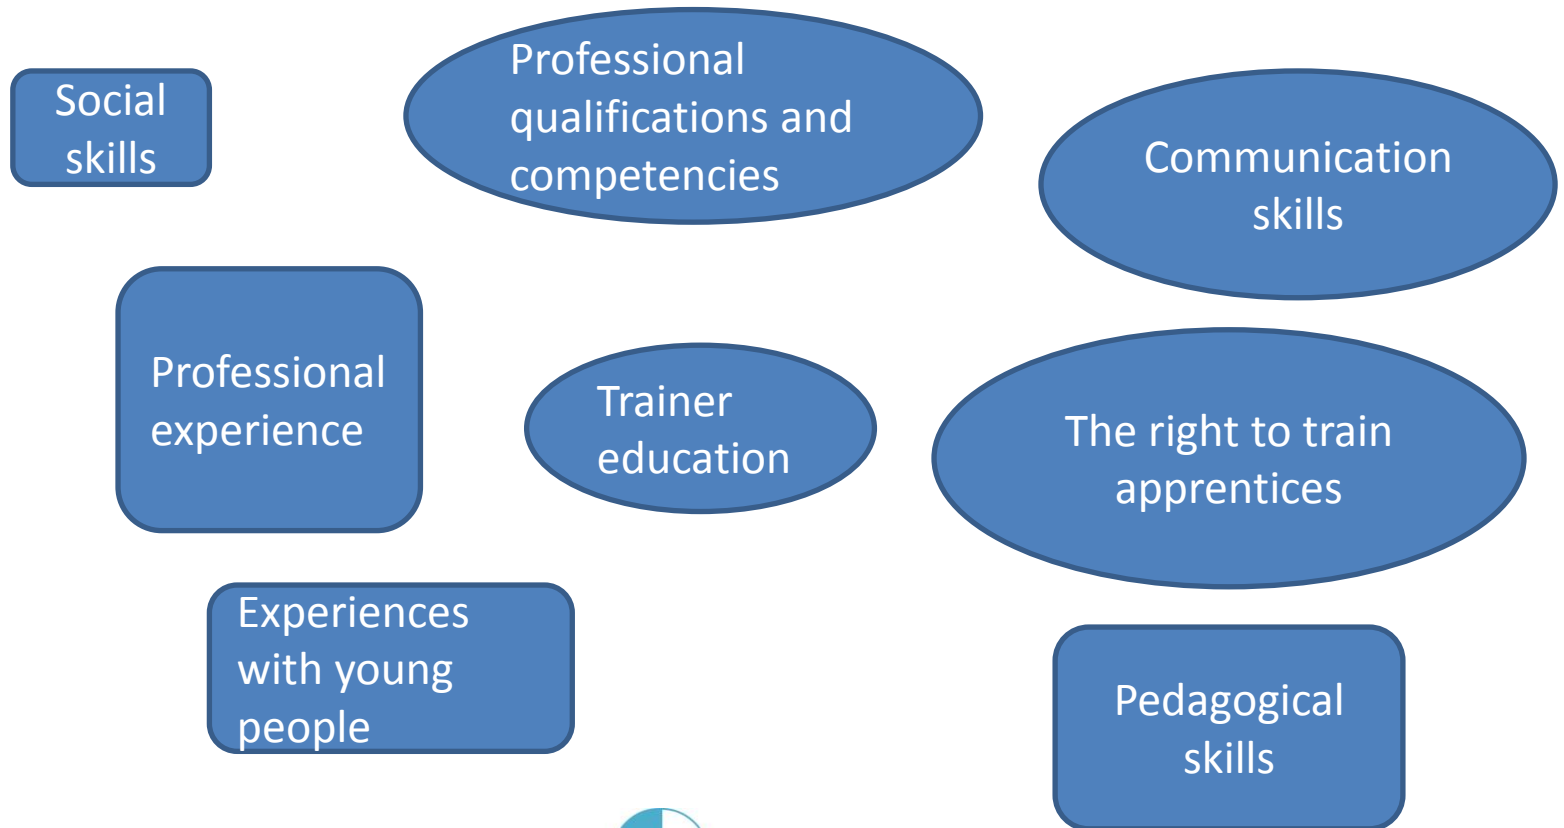 Social
skills
Professional
qualifications and
competencies
Communication
skills
Professional
experience
Trainer
education
The right to train
apprentices
Experiences
with young
people
Pedagogical
skills